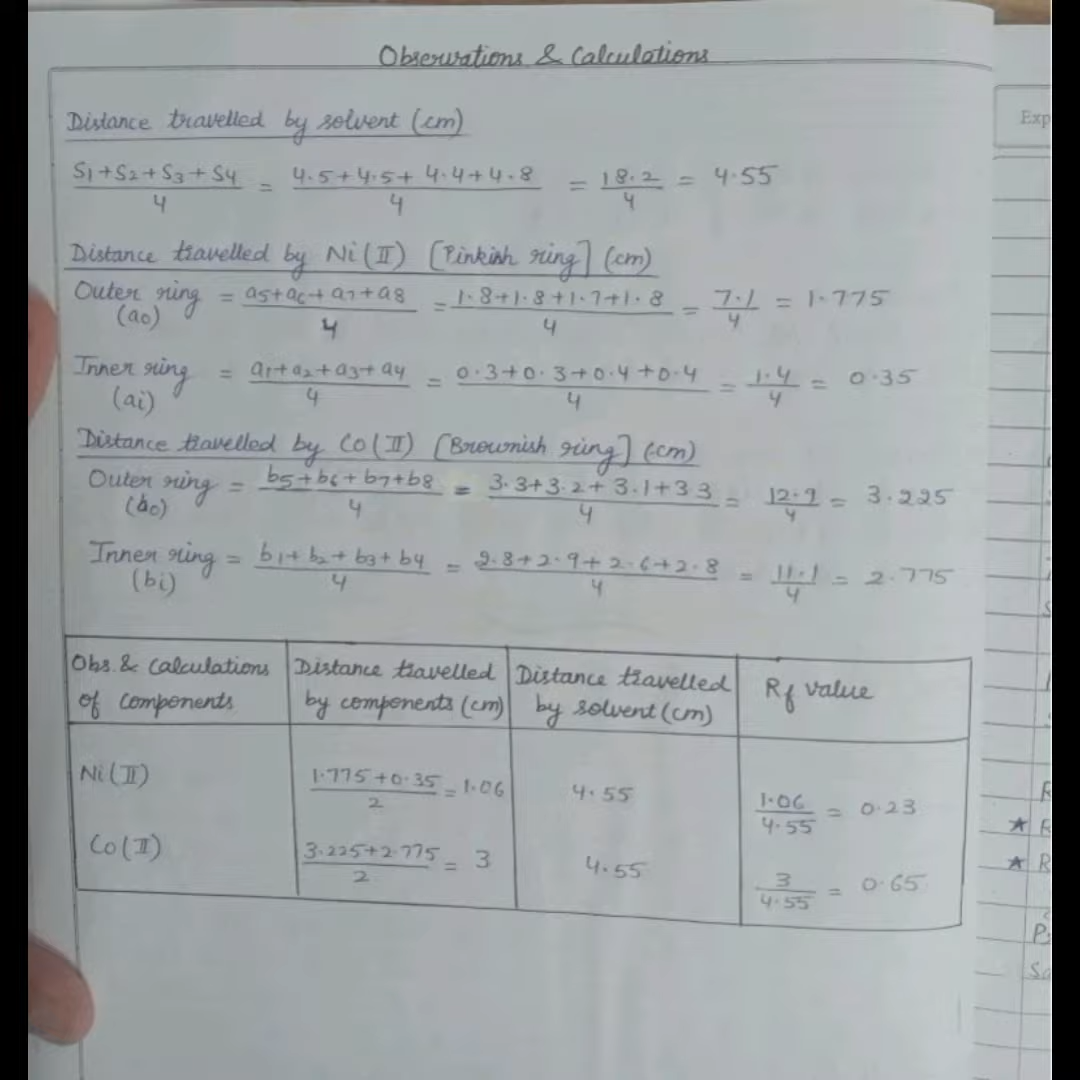 Observations & Calculations
Distance travelled by solvent (cm)
S1+S2+S3+S4/4 = 4.5+4.5+4.4+4.8/4 = 18.2/4 = 4.55
Distance travelled by Ni(II) [Pinkish ring] (cm)
Outer ring (ao) = a5+a6+a7+a8/4 = 1.8+1.8+1.7+1.8/4 = 7.1/4 = 1.775
Inner ring (ai) = a1+a2+a3+a4/4 = 0.3+0.3+0.4+0.4/4 = 1.4/4 = 0.35
Distance travelled by Co(II) [Brownish ring] (cm)
Outer ring (bo) = b5+b6+b7+b8/4 = 3.3+3.2+3.1+3.3/4 = 12.9/4 = 3.225
Inner ring (bi) = b1+b2+b3+b4/4 = 2.8+2.9+2.6+2.8/4 = 11.1/4 = 2.775
Obs. & Calculations of components
Distance travelled by components (cm)
Distance travelled by solvent (cm)
Rf value
Ni(II) 1.775+0.35/2 = 1.06 4.55 1.06/4.55 = 0.23
Co(II) 3.225+2.775/2 = 3 4.55 3/4.55 = 0.65
Exp